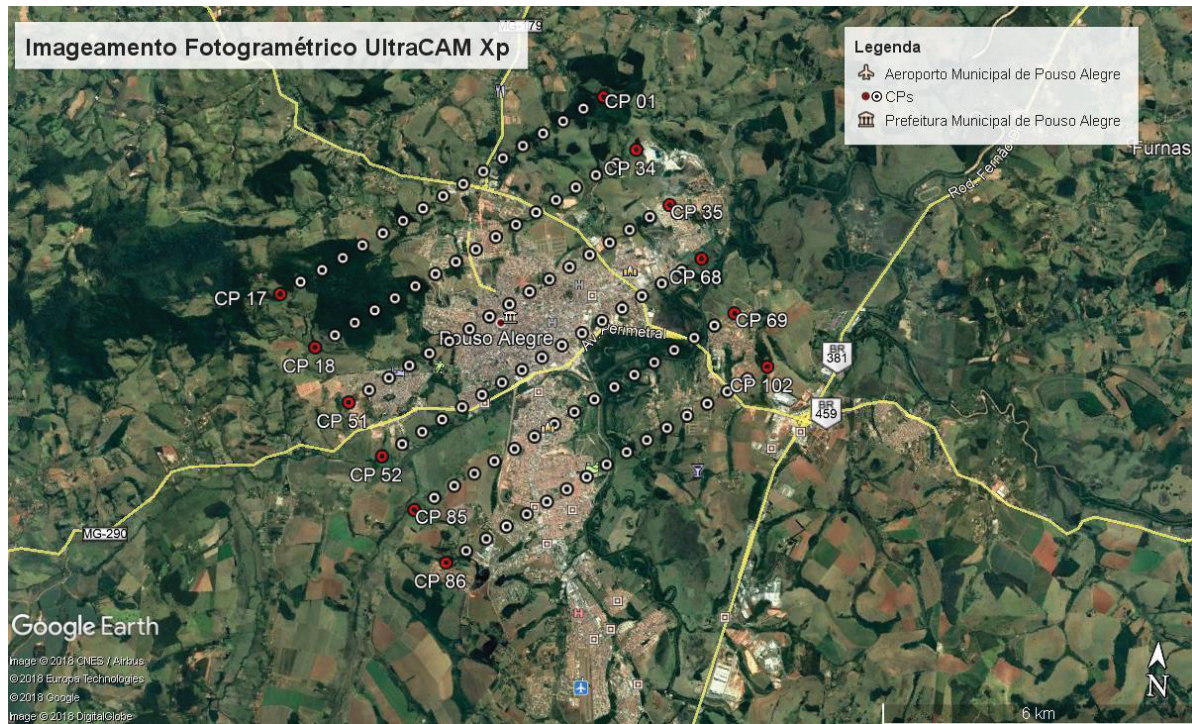 MG-179
Imageamento Fotogramétrico UltraCAM Xp
Legenda
Aeroporto Municipal de Pouso Alegre
CPs
Prefeitura Municipal de Pouso Alegre
CP 01
Furnas
CP 34
CP 35
CP 68
CP 17
CP 69
Pouso Alegre
Av. Perimetral
BR
381
CP 18
CP 102
CP 51
BR
459
CP 52
CP 85
MG-290
CP 86
Google Earth
Image © 2018 CNES / Airbus
© 2018 Europa Technologies
© 2018 Google
Image © 2018 DigitalGlobe
N
6 km